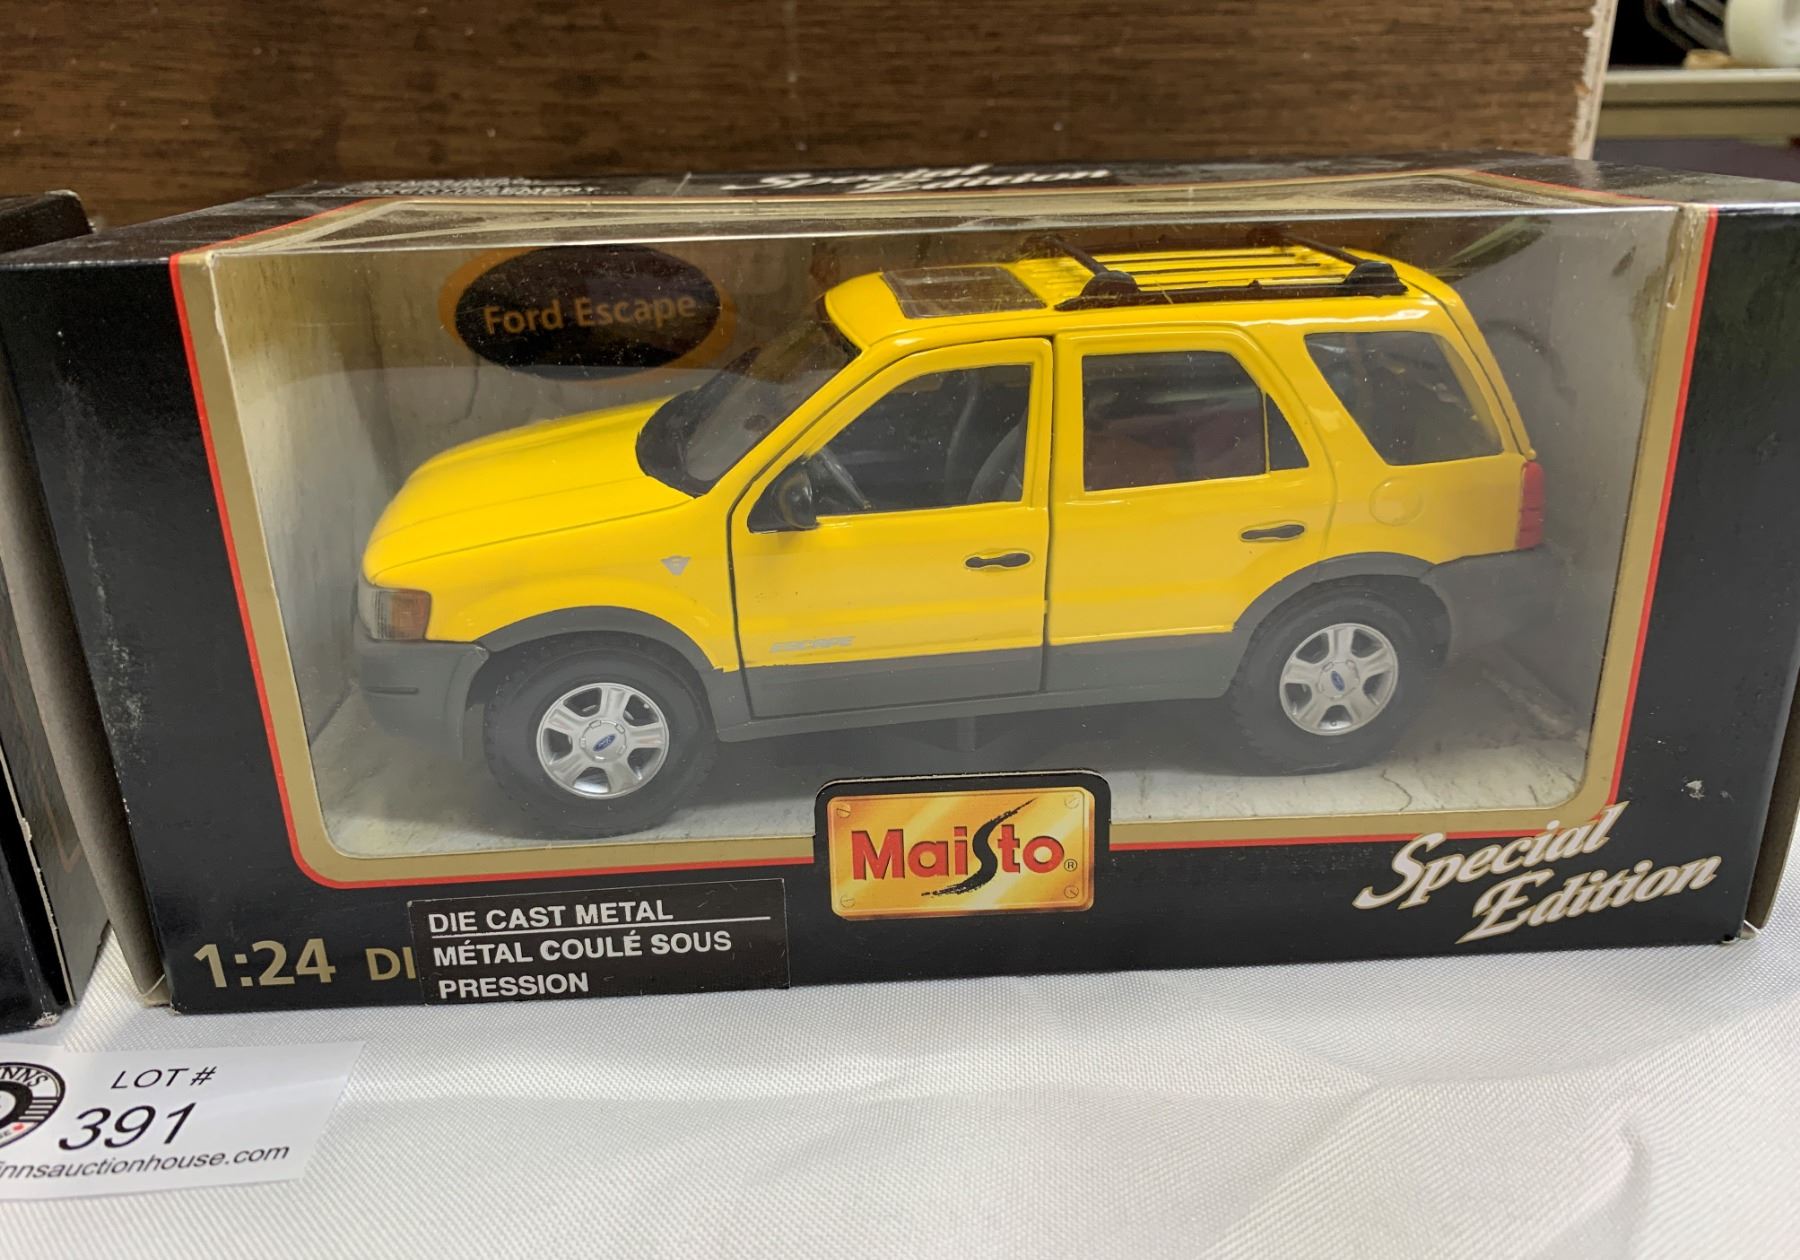 Special Edition
Ford Escape
ESCAPE
Maisto®
Special
Edition
1:24 DI
DIE CAST METAL
MÉTAL COULÉ SOUS
PRESSION
LOT #
391
innsauctionhouse.com